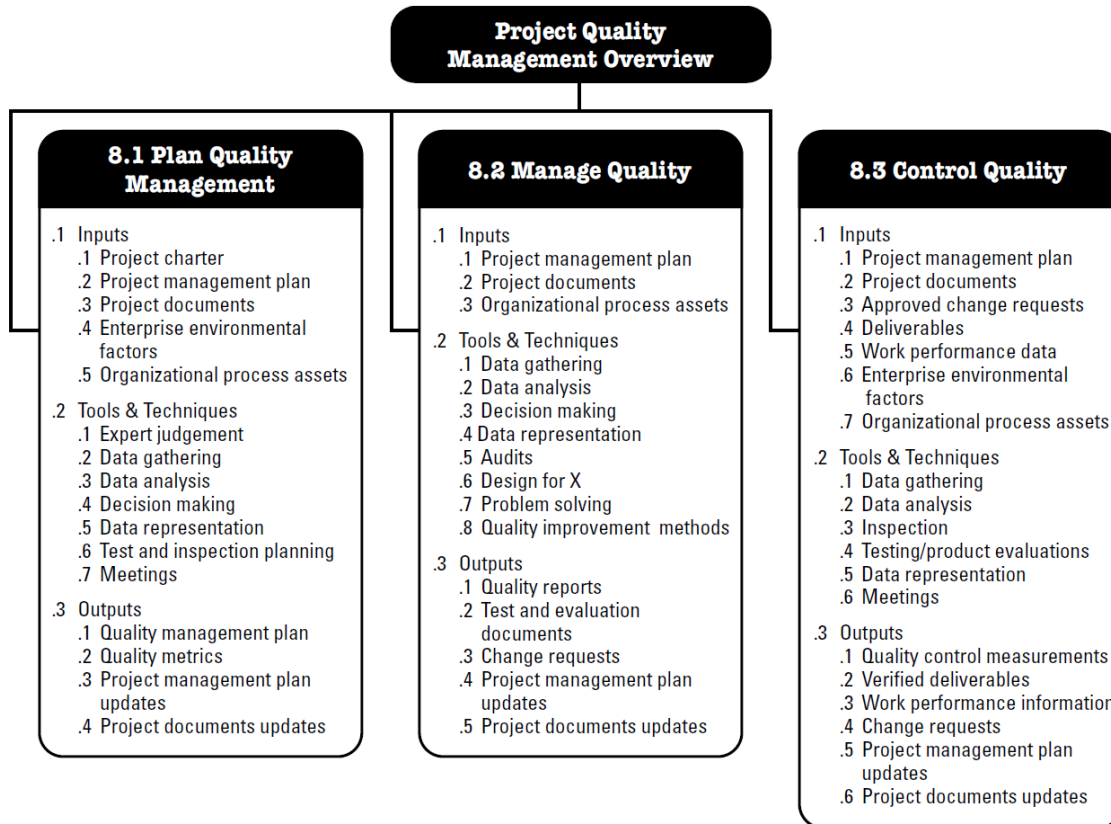 Project Quality
Management Overview
8.1 Plan Quality
Management
.1 Inputs
.1 Project charter
.2 Project management plan
.3 Project documents
.4 Enterprise environmental
factors
.5 Organizational process assets
.2 Tools & Techniques
.1 Expert judgement
.2 Data gathering
.3 Data analysis
.4 Decision making
.5 Data representation
.6 Test and inspection planning
.7 Meetings
.3 Outputs
.1 Quality management plan
.2 Quality metrics
.3 Project management plan
updates
.4 Project documents updates
8.2 Manage Quality
.1 Inputs
.1 Project management plan
.2 Project documents
.3 Organizational process assets
.2 Tools & Techniques
.1 Data gathering
.2 Data analysis
.3 Decision making
.4 Data representation
.5 Audits
.6 Design for X
.7 Problem solving
.8 Quality improvement methods
.3 Outputs
.1 Quality reports
.2 Test and evaluation
documents
.3 Change requests
.4 Project management plan
updates
.5 Project documents updates
8.3 Control Quality
.1 Inputs
.1 Project management plan
.2 Project documents
.3 Approved change requests
.4 Deliverables
.5 Work performance data
.6 Enterprise environmental
factors
.7 Organizational process assets
.2 Tools & Techniques
.1 Data gathering
.2 Data analysis
.3 Inspection
.4 Testing/product evaluations
.5 Data representation
.6 Meetings
.3 Outputs
.1 Quality control measurements
.2 Verified deliverables
.3 Work performance information
.4 Change requests
.5 Project management plan
updates
.6 Project documents updates